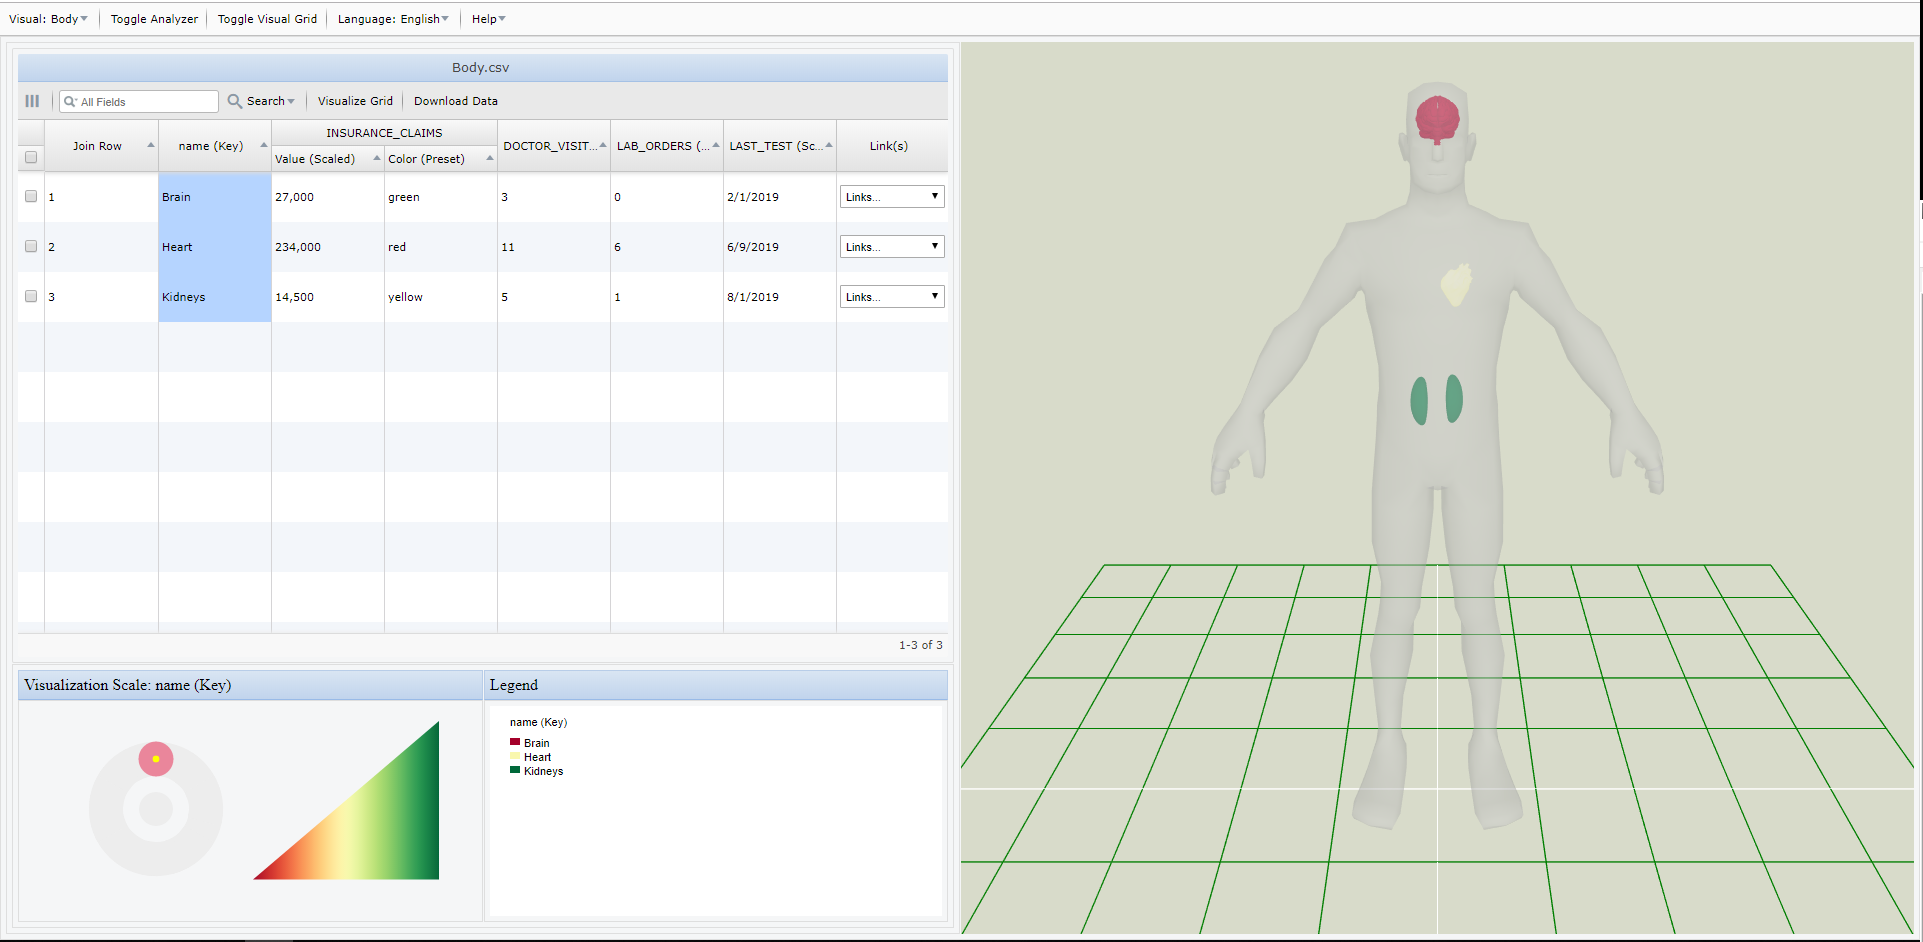 Visual: Body Toggle Analyzer Toggle Visual Grid Language: English Help
Body.csv
All Fields Search Visualize Grid Download Data
Join Row name (Key) INSURANCE_CLAIMS DOCTOR_VISIT... LAB_ORDERS (... LAST_TEST (Sc... Link(s)
Value (Scaled) Color (Preset)
1 Brain 27,000 green 3 0 2/1/2019 Links...
2 Heart 234,000 red 11 6 6/9/2019 Links...
3 Kidneys 14,500 yellow 5 1 8/1/2019 Links...
1-3 of 3
Visualization Scale: name (Key)
Legend
name (Key)
Brain
Heart
Kidneys